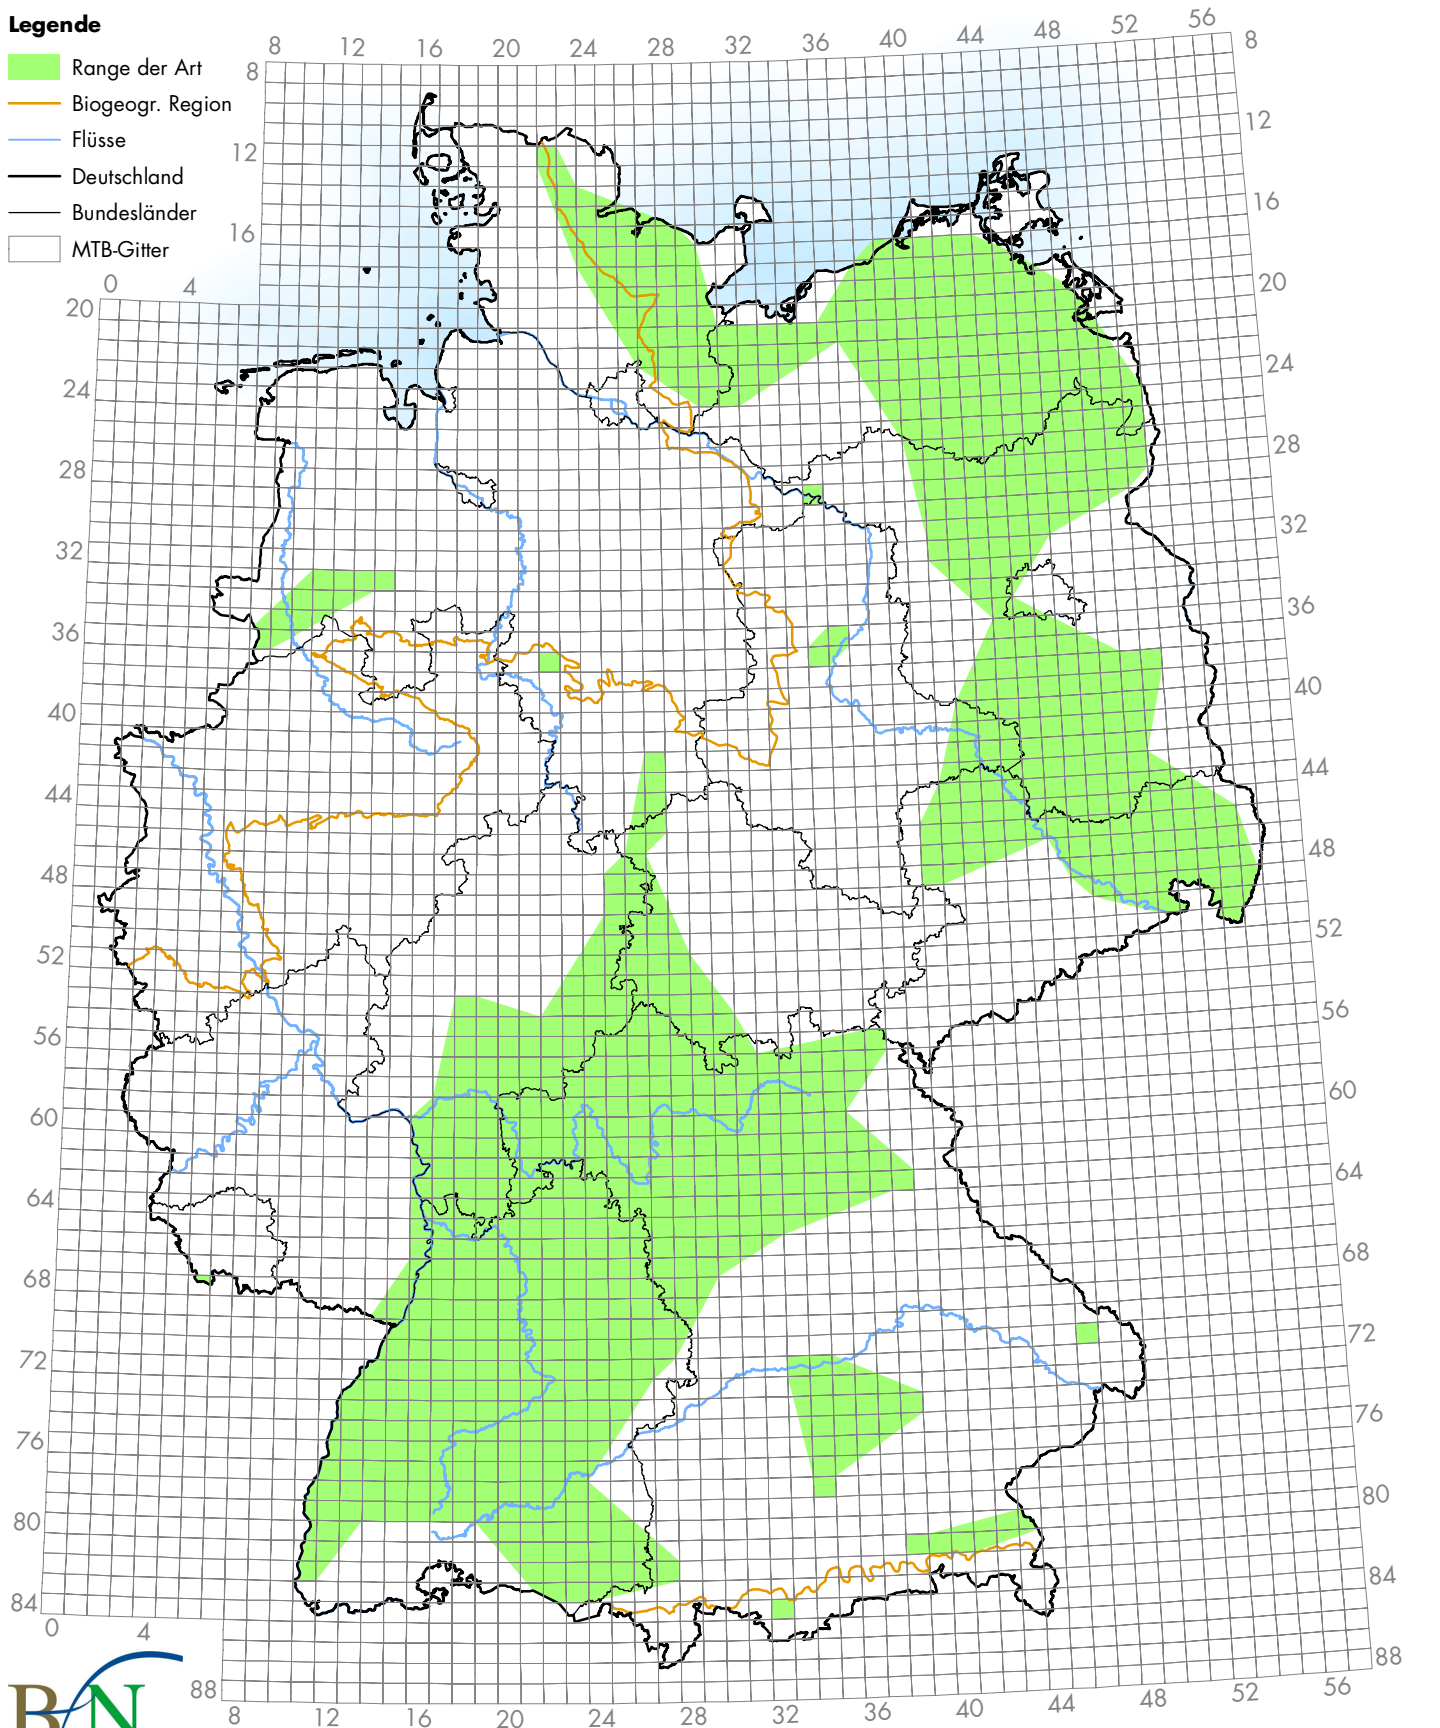 Legende
Range der Art
Biogeogr. Region
Flüsse
Deutschland
Bundesländer
MTB-Gitter
8 12 16 20 24 28 32 36 40 44 48 52 56
8 8
12 12
16 16
0 4
20 20
24 24
28 28
32 32
36 36
40 40
44 44
48 48
52 52
56 56
60 60
64 64
68 68
72 72
76 76
80 80
84 84
0 4
88 88
8 12 16 20 24 28 32 36 40 44 48 52 56
BfN